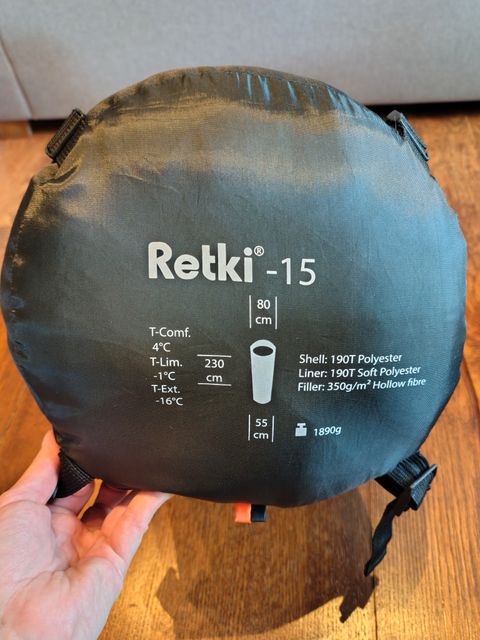 Retki® -15
80
cm
T-Comf.
4°C
T-Lim.
-1°C
T-Ext.
-16°C
230
cm
Shell: 190T Polyester
Liner: 190T Soft Polyester
Filler: 350g/m² Hollow fibre
55
cm
1890g